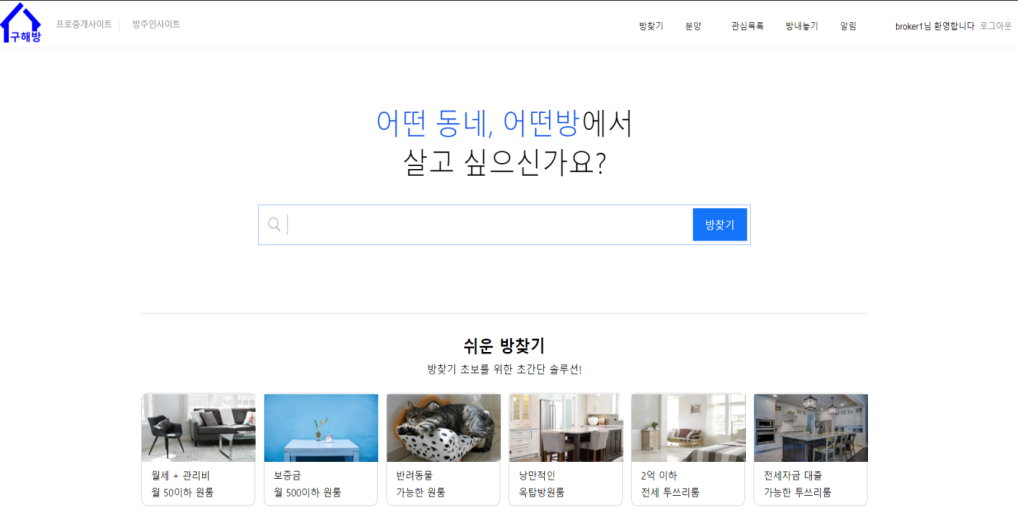 구해방
프로중개사이트 방주인사이트 방찾기 분양 관심목록 방내놓기 알림 broker1님 환영합니다 로그아웃
어떤 동네, 어떤방에서
살고 싶으신가요?
방찾기
쉬운 방찾기
방찾기 초보를 위한 초간단 솔루션!
월세 + 관리비
월 50이하 원룸
보증금
월 500이하 원룸
반려동물
가능한 원룸
낭만적인
옥탑방원룸
2억 이하
전세 투쓰리룸
전세자금 대출
가능한 투쓰리룸